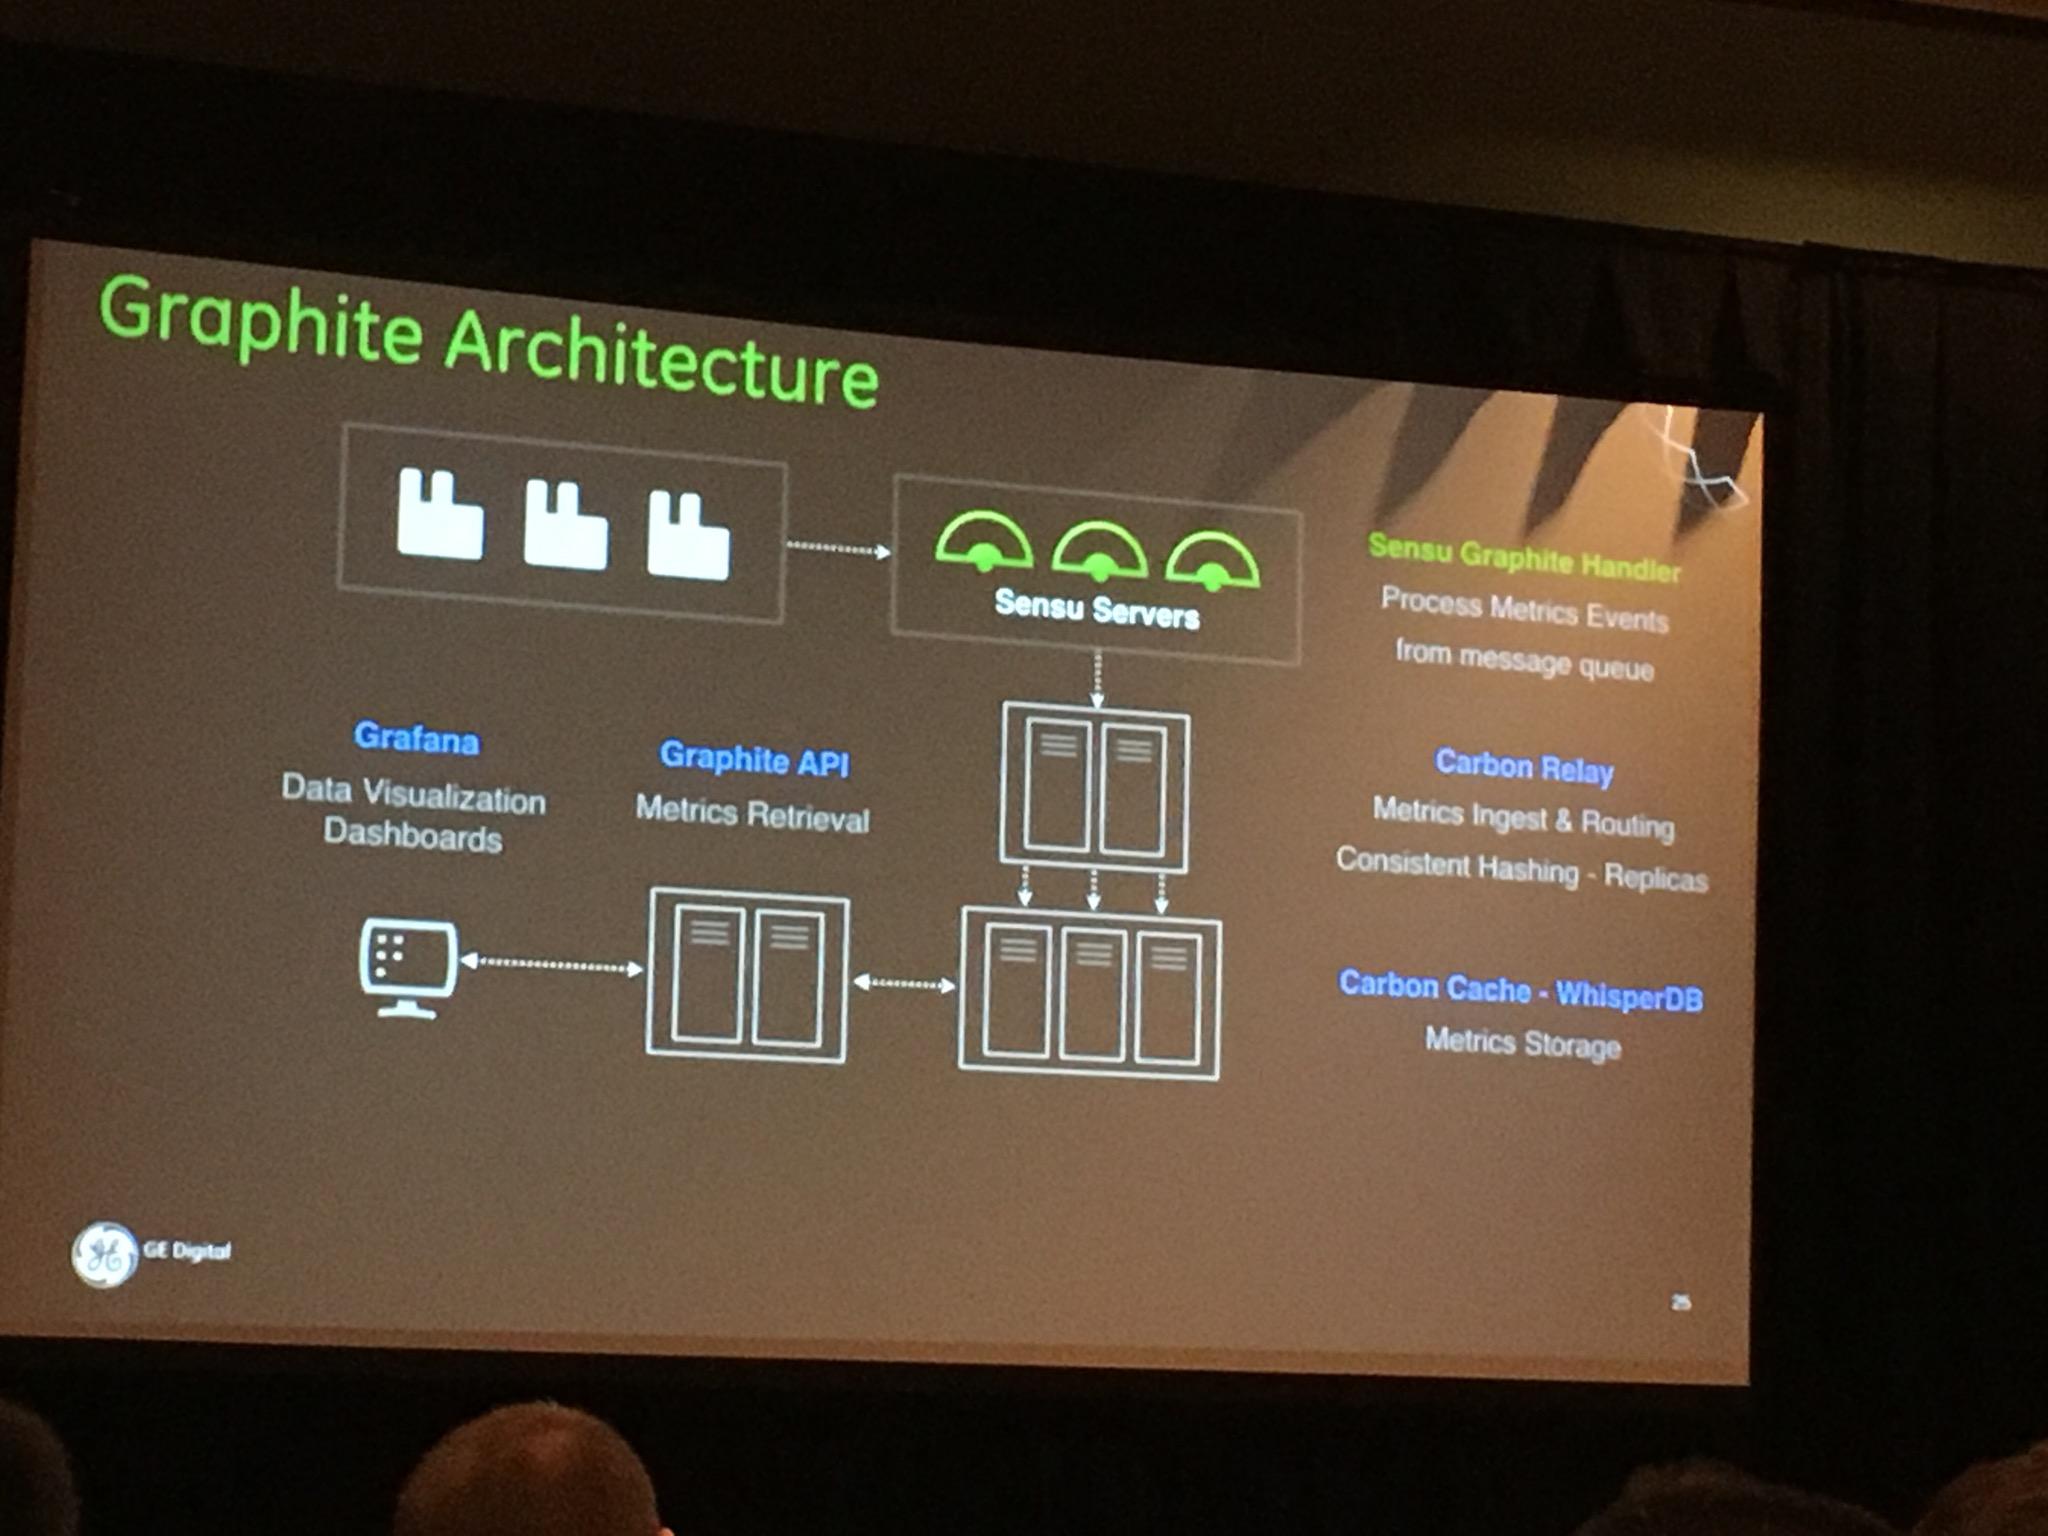 Graphite Architecture
Sensu Servers
Sensu Graphite Handler
Process Metrics Events
from message queue
Grafana
Data Visualization
Dashboards
Graphite API
Metrics Retrieval
Carbon Relay
Metrics Ingest & Routing
Consistent Hashing - Replicas
Carbon Cache - WhisperDB
Metrics Storage
GE Digital
25